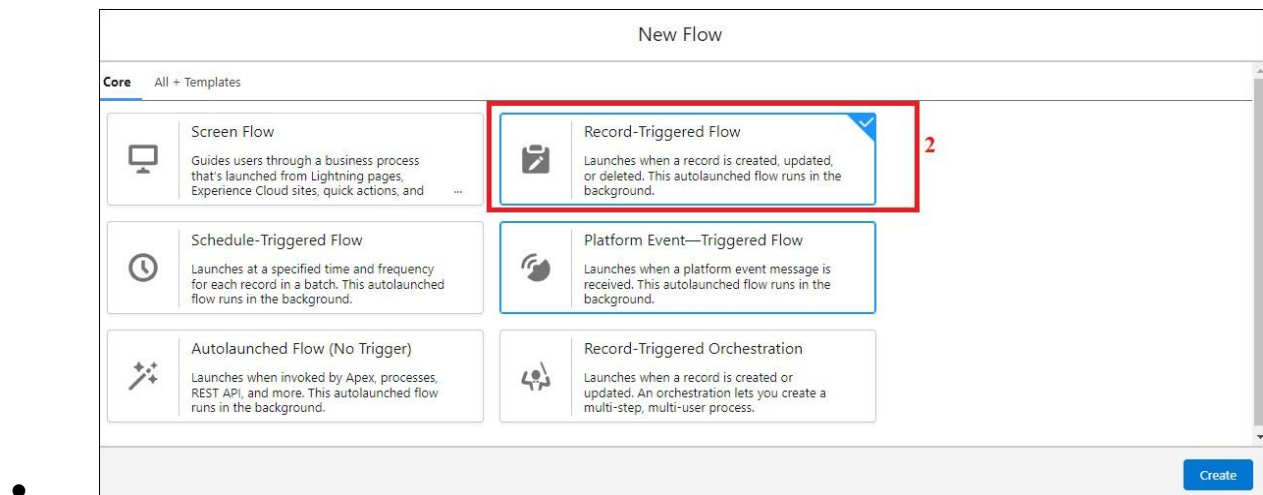 New Flow
Core All + Templates
Screen Flow
Guides users through a business process
that's launched from Lightning pages,
Experience Cloud sites, quick actions, and ...
Record-Triggered Flow
Launches when a record is created, updated,
or deleted. This autolaunched flow runs in the
background.
2
Schedule-Triggered Flow
Launches at a specified time and frequency
for each record in a batch. This autolaunched
flow runs in the background.
Platform Event—Triggered Flow
Launches when a platform event message is
received. This autolaunched flow runs in the
background.
Autolaunched Flow (No Trigger)
Launches when invoked by Apex, processes,
REST API, and more. This autolaunched flow
runs in the background.
Record-Triggered Orchestration
Launches when a record is created or
updated. An orchestration lets you create a
multi-step, multi-user process.
Create